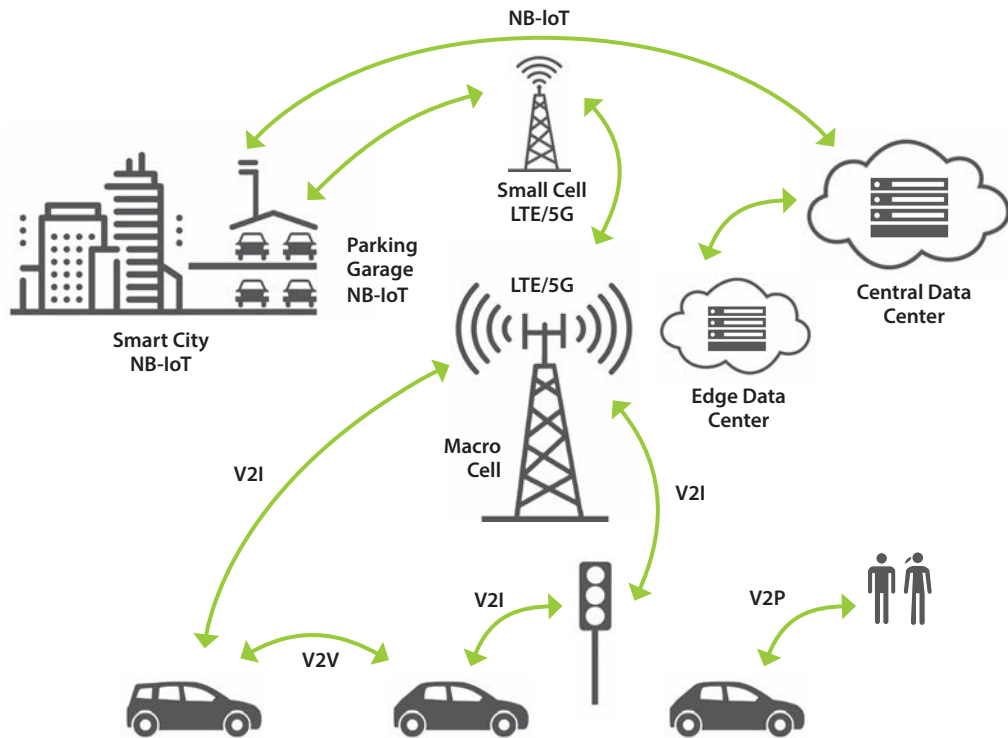 NB-IoT
Small Cell
LTE/5G
Parking
Garage
NB-IoT
Smart City
NB-IoT
LTE/5G
Central Data
Center
Edge Data
Center
Macro
Cell
V2I
V2I
V2I
V2P
V2V